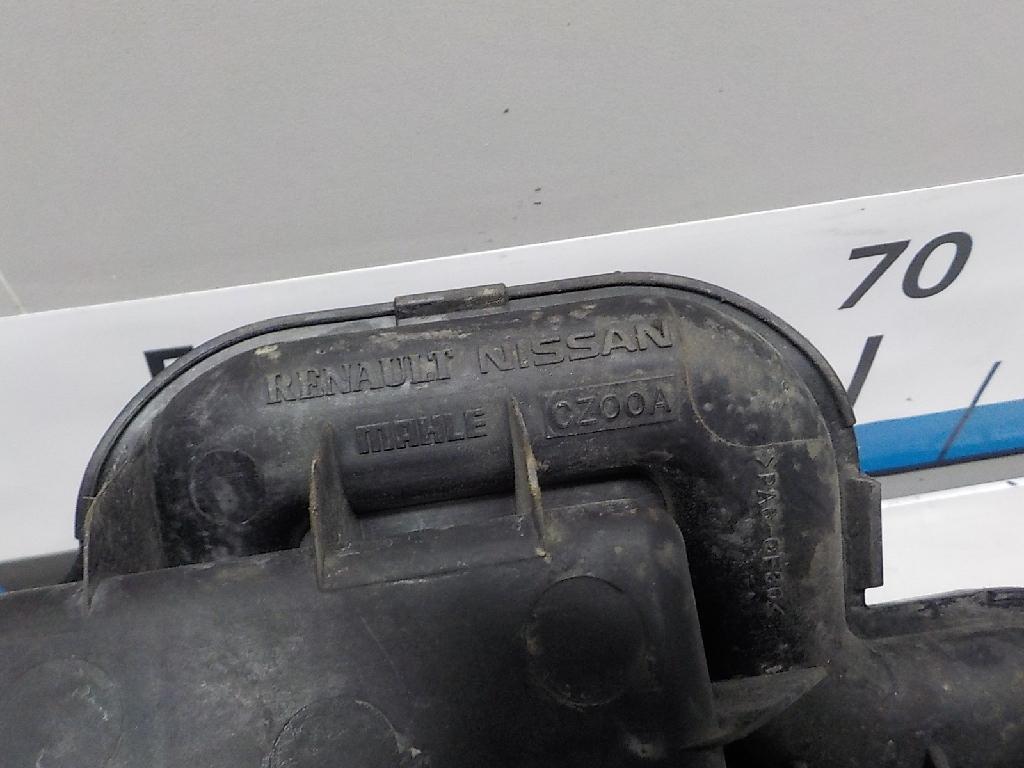 70
RENAULT NISSAN
MAHLE CZ00A